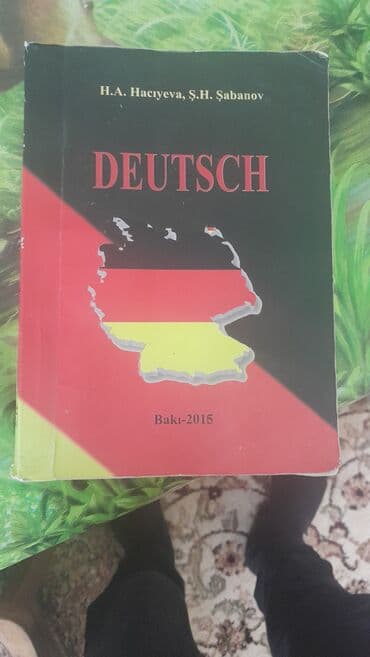 H.A. Hacıyeva, Ş.H. Şabanov
DEUTSCH
Bakı-2015